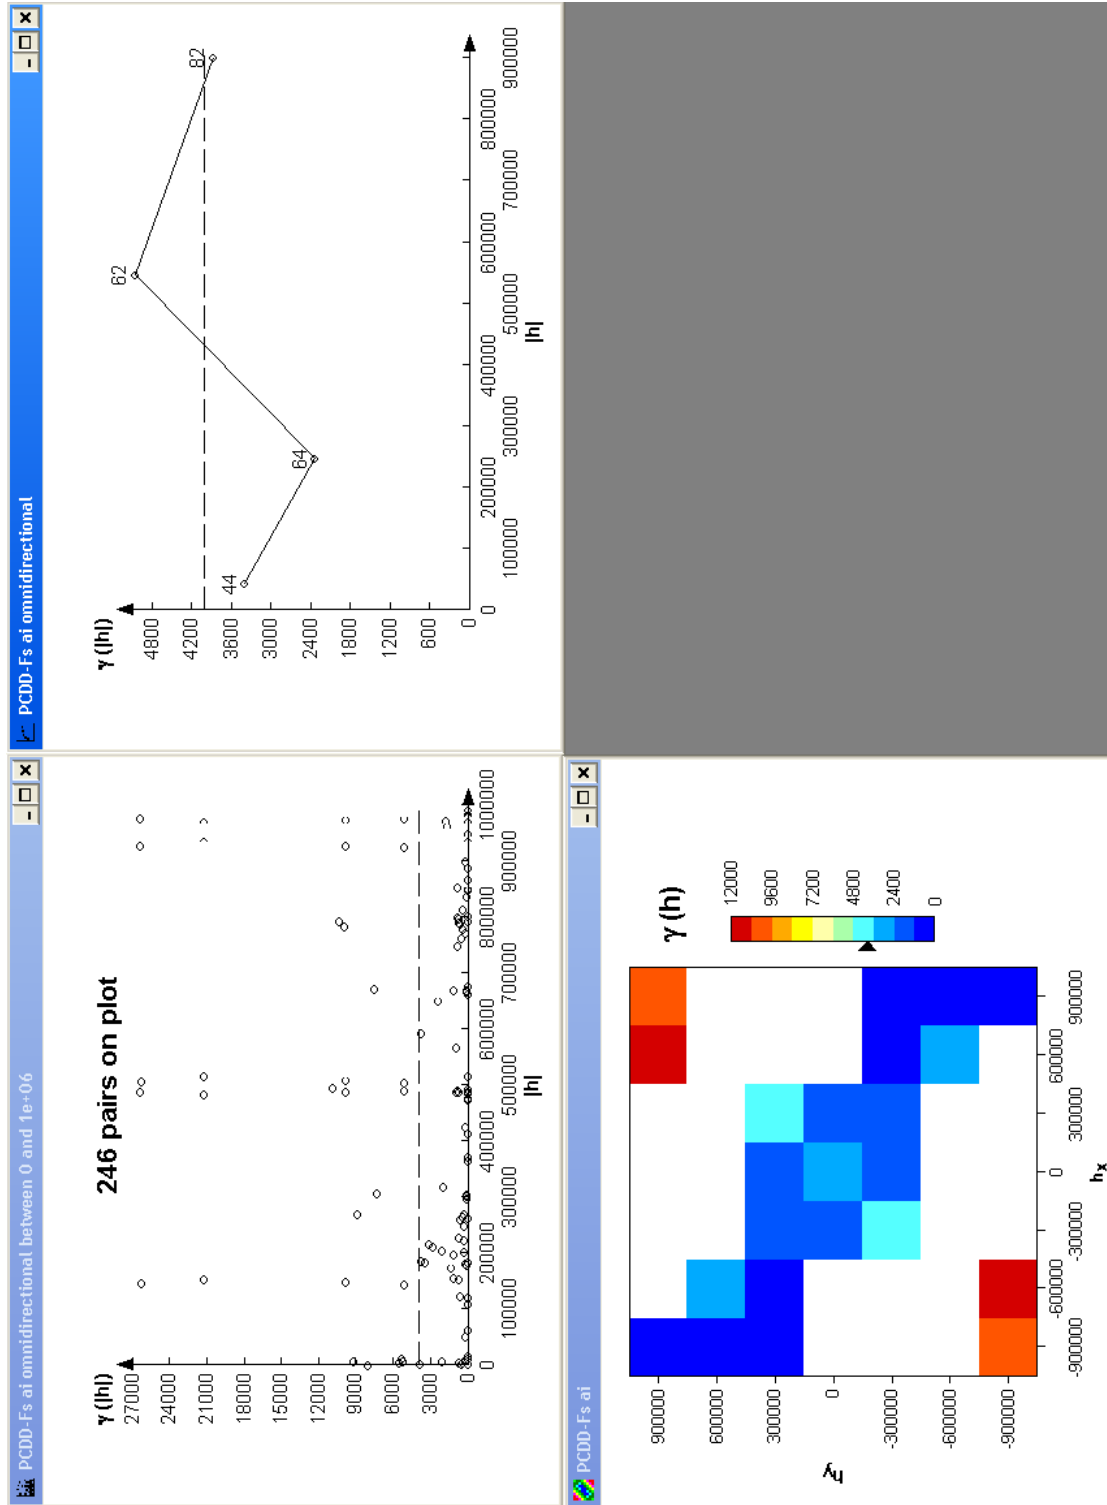 PCDD-Fs ai omnidirectional between 0 and 1e+06
γ (|h|)
246 pairs on plot
27000
24000
21000
18000
15000
12000
9000
6000
3000
0
0 100000 200000 300000 400000 500000 600000 700000 800000 900000 1000000
|h|
PCDD-Fs ai omnidirectional
γ (|h|)
4800
4200
3600
3000
2400
1800
1200
600
0
44
64
62
82
0 100000 200000 300000 400000 500000 600000 700000 800000 900000
|h|
PCDD-Fs ai
900000
600000
300000
0
-300000
-600000
-900000
hy
-900000 -600000 -300000 0 300000 600000 900000
hx
γ (h)
12000
9600
7200
4800
2400
0